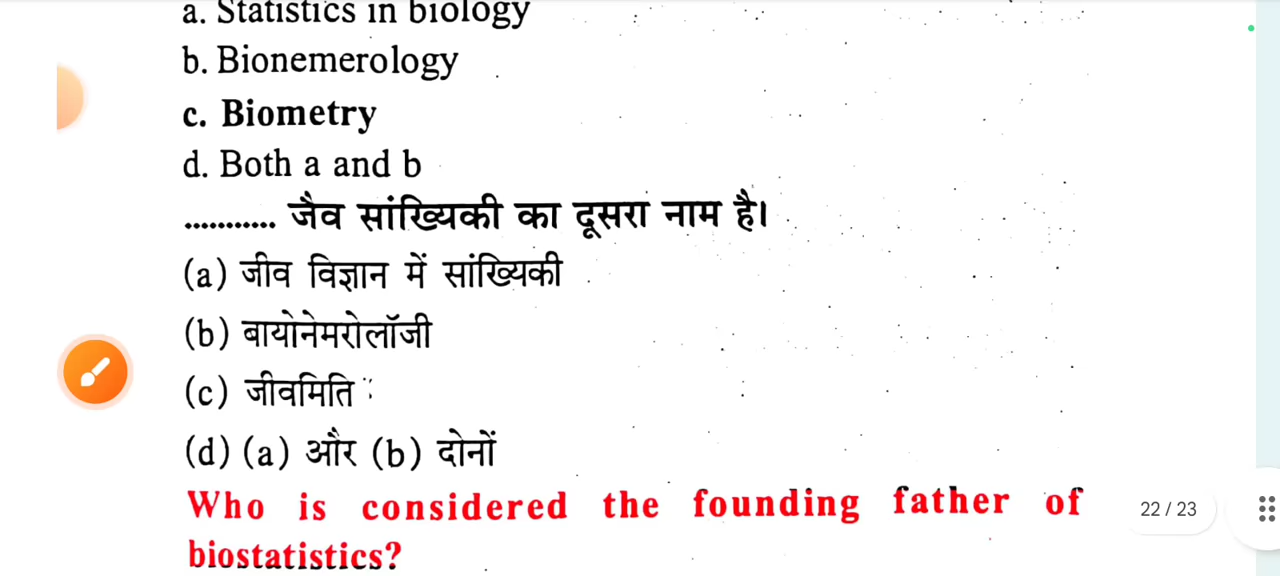 a. Statistics in biology
b. Bionemerology
c. Biometry
d. Both a and b
............ जैव सांख्यिकी का दूसरा नाम है।
(a) जीव विज्ञान में सांख्यिकी
(b) बायोनेमरोलॉजी
(c) जीवमिति
(d) (a) और (b) दोनों
Who is considered the founding father of
biostatistics?
22 / 23